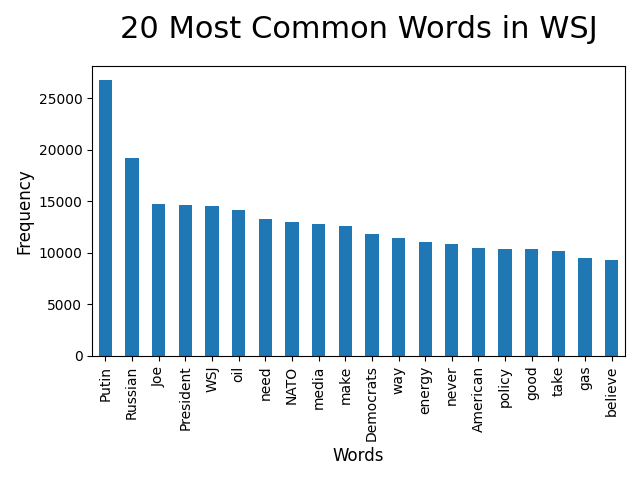 20 Most Common Words in WSJ
Frequency
25000
20000
15000
10000
5000
0
Putin
Russian
Joe
President
WSJ
oil
need
NATO
media
make
Democrats
way
energy
never
American
policy
good
take
gas
believe
Words